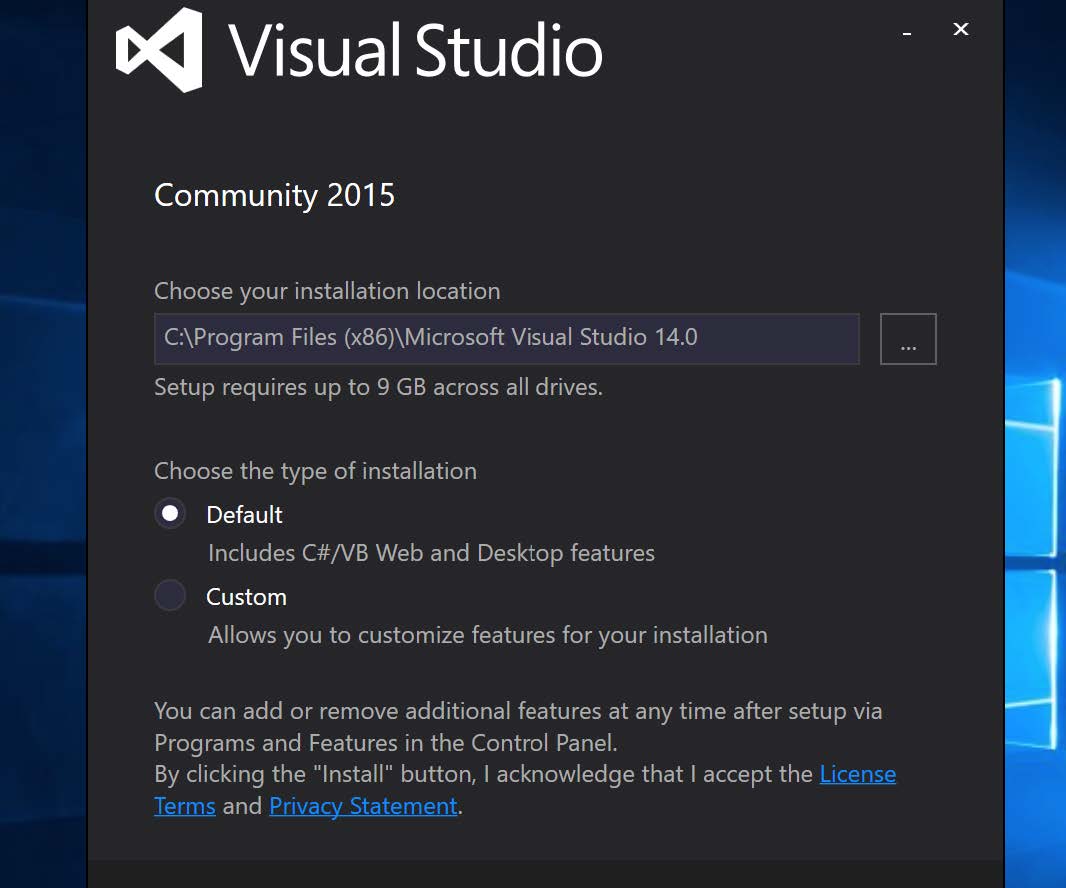 Visual Studio
Community 2015
Choose your installation location
C:\Program Files (x86)\Microsoft Visual Studio 14.0
...
Setup requires up to 9 GB across all drives.
Choose the type of installation
Default
Includes C#/VB Web and Desktop features
Custom
Allows you to customize features for your installation
You can add or remove additional features at any time after setup via
Programs and Features in the Control Panel.
By clicking the "Install" button, I acknowledge that I accept the License
Terms and Privacy Statement.